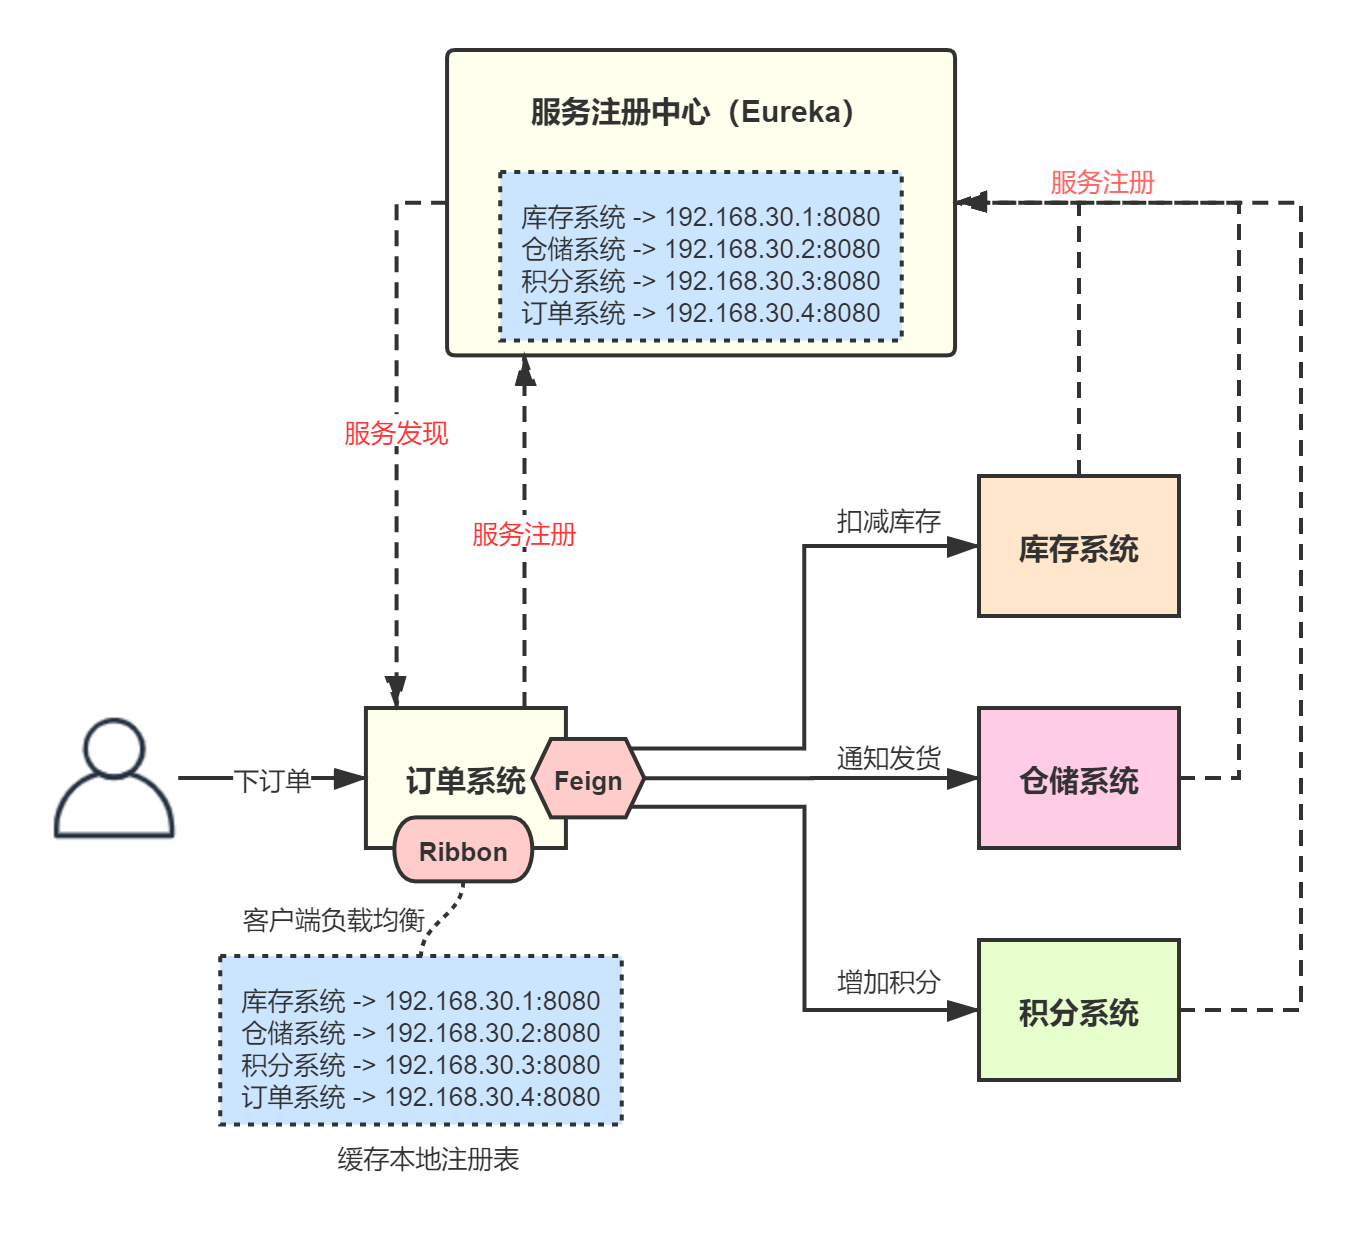 服务注册中心（Eureka）
服务注册
库存系统 -> 192.168.30.1:8080
仓储系统 -> 192.168.30.2:8080
积分系统 -> 192.168.30.3:8080
订单系统 -> 192.168.30.4:8080
服务发现
服务注册
扣减库存
库存系统
下订单
订单系统
Feign
通知发货
仓储系统
Ribbon
客户端负载均衡
增加积分
积分系统
库存系统 -> 192.168.30.1:8080
仓储系统 -> 192.168.30.2:8080
积分系统 -> 192.168.30.3:8080
订单系统 -> 192.168.30.4:8080
缓存本地注册表